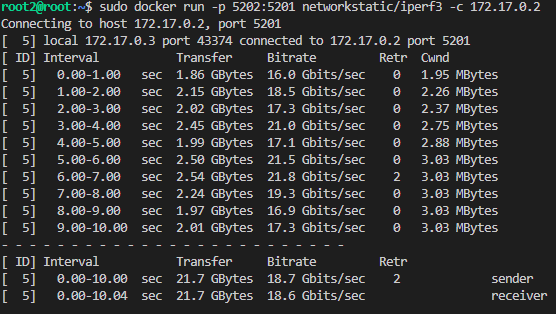 root2@root:~$ sudo docker run -p 5202:5201 networkstatic/iperf3 -c 172.17.0.2
Connecting to host 172.17.0.2, port 5201
[  5] local 172.17.0.3 port 43374 connected to 172.17.0.2 port 5201
[ ID] Interval           Transfer     Bitrate         Retr  Cwnd
[  5]   0.00-1.00   sec  1.86 GBytes  16.0 Gbits/sec    0   1.95 MBytes
[  5]   1.00-2.00   sec  2.15 GBytes  18.5 Gbits/sec    0   2.26 MBytes
[  5]   2.00-3.00   sec  2.02 GBytes  17.3 Gbits/sec    0   2.37 MBytes
[  5]   3.00-4.00   sec  2.45 GBytes  21.0 Gbits/sec    0   2.75 MBytes
[  5]   4.00-5.00   sec  1.99 GBytes  17.1 Gbits/sec    0   2.88 MBytes
[  5]   5.00-6.00   sec  2.50 GBytes  21.5 Gbits/sec    0   3.03 MBytes
[  5]   6.00-7.00   sec  2.54 GBytes  21.8 Gbits/sec    2   3.03 MBytes
[  5]   7.00-8.00   sec  2.24 GBytes  19.3 Gbits/sec    0   3.03 MBytes
[  5]   8.00-9.00   sec  1.97 GBytes  16.9 Gbits/sec    0   3.03 MBytes
[  5]   9.00-10.00  sec  2.01 GBytes  17.3 Gbits/sec    0   3.03 MBytes
- - - - - - - - - - - - - - - - - - - - - - - - -
[ ID] Interval           Transfer     Bitrate         Retr
[  5]   0.00-10.00  sec  21.7 GBytes  18.7 Gbits/sec    2             sender
[  5]   0.00-10.04  sec  21.7 GBytes  18.6 Gbits/sec                  receiver